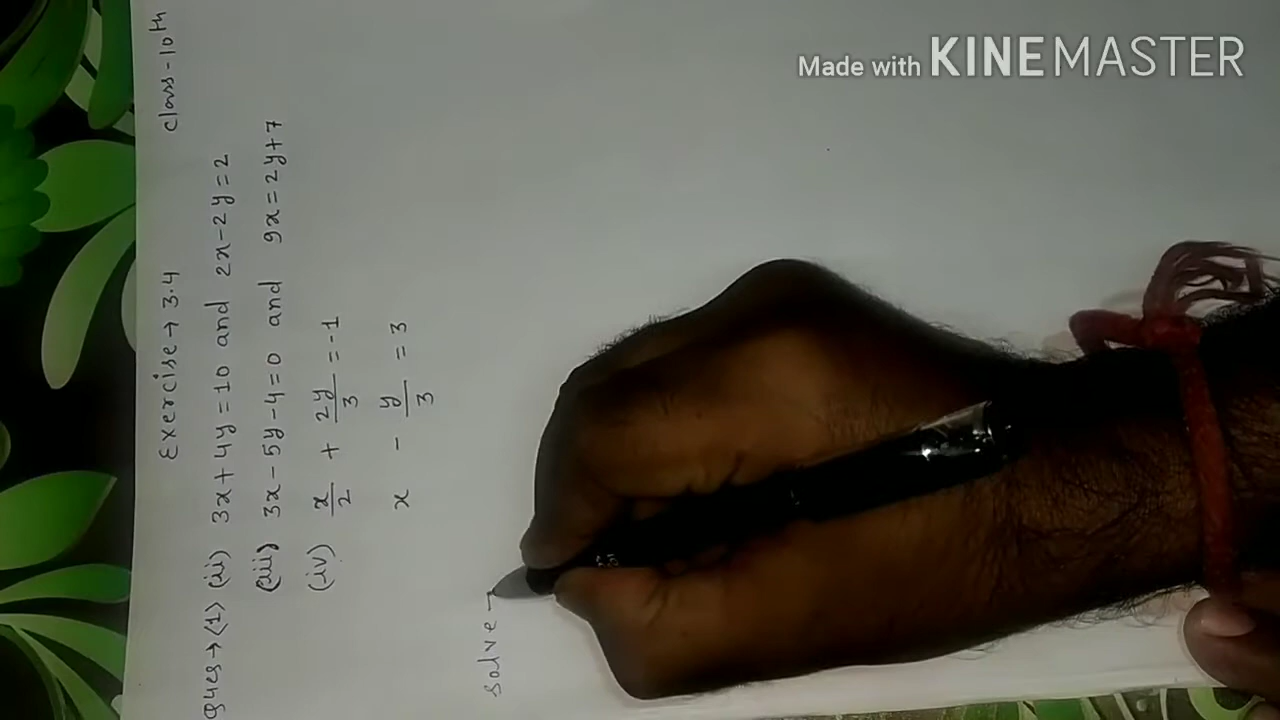 Made with KINEMASTER
Exercise → 3.4 class-10th
ques → (1) (ii) 3x + 4y = 10 and 2x - 2y = 2
(iii) 3x - 5y - 4 = 0 and 9x = 2y + 7
(iv) x/2 + 2y/3 = -1
x - y/3 = 3
Solve →